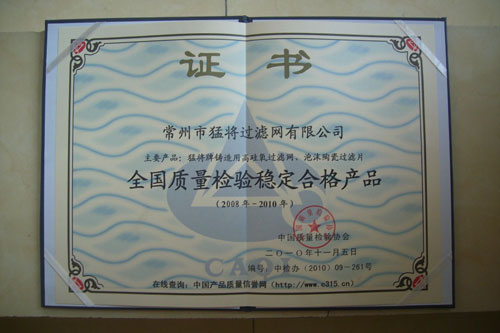 证书
常州市猛将过滤网有限公司
主要产品：猛将牌铸造用高硅氧过滤网、泡沫陶瓷过滤片
全国质量检验稳定合格产品
（2008年-2010年）
中国质量检验协会
二〇一〇年十一月五日
编号：中检办（2010）09-261号
CAQI
在线查询：中国产品质量信誉网（http://www.c315.cn）